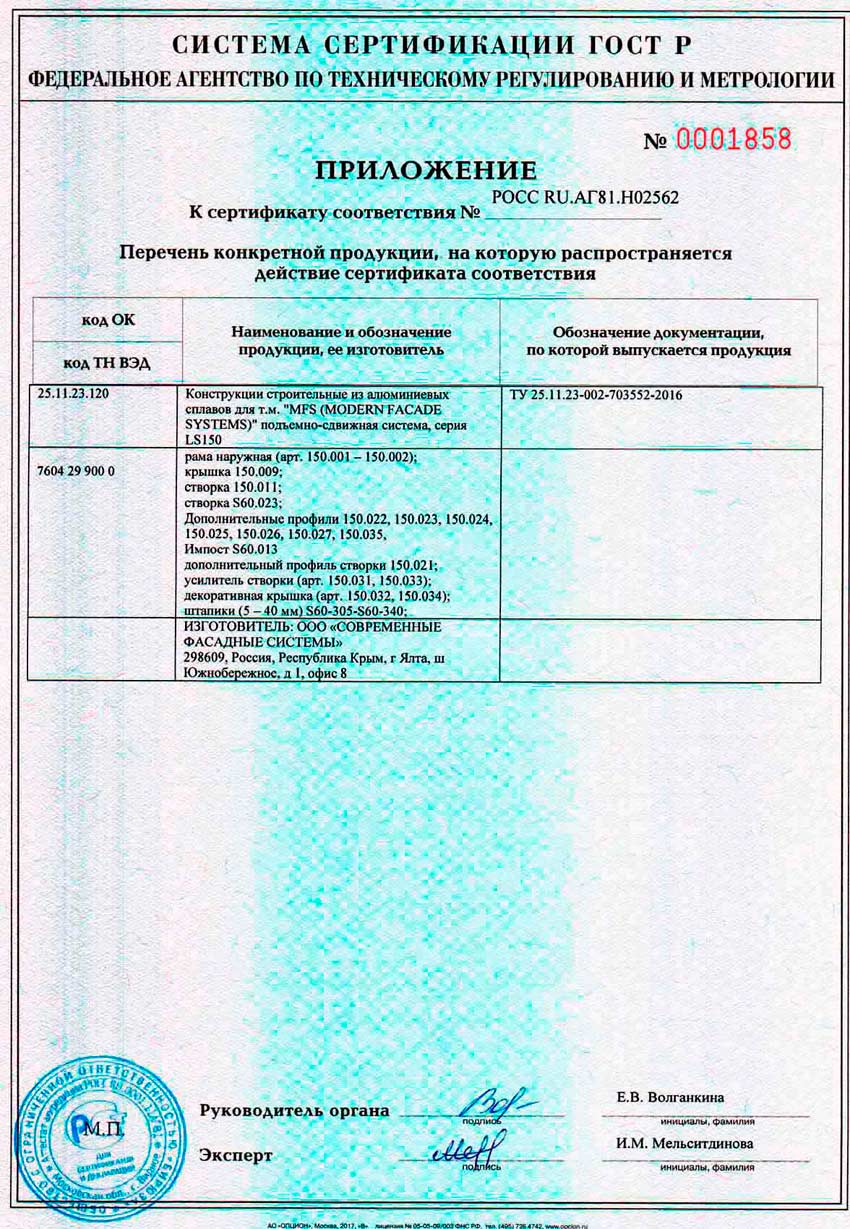 СИСТЕМА СЕРТИФИКАЦИИ ГОСТ Р
ФЕДЕРАЛЬНОЕ АГЕНТСТВО ПО ТЕХНИЧЕСКОМУ РЕГУЛИРОВАНИЮ И МЕТРОЛОГИИ
№ 0001858
ПРИЛОЖЕНИЕ
К сертификату соответствия № РОСС RU.АГ81.Н02562
Перечень конкретной продукции, на которую распространяется
действие сертификата соответствия
код ОК
код ТН ВЭД
Наименование и обозначение
продукции, ее изготовитель
Обозначение документации,
по которой выпускается продукция
25.11.23.120
Конструкции строительные из алюминиевых
сплавов для т.м. "MFS (MODERN FACADE
SYSTEMS)" подъемно-сдвижная система, серия
LS150
ТУ 25.11.23-002-703552-2016
7604 29 900 0
рама наружная (арт. 150.001 – 150.002);
крышка 150.009;
створка 150.011;
створка S60.023;
Дополнительные профили 150.022, 150.023, 150.024,
150.025, 150.026, 150.027, 150.035,
Импост S60.013
дополнительный профиль створки 150.021;
усилитель створки (арт. 150.031, 150.033);
декоративная крышка (арт. 150.032, 150.034);
штапики (5 – 40 мм) S60-305-S60-340;
ИЗГОТОВИТЕЛЬ: ООО «СОВРЕМЕННЫЕ
ФАСАДНЫЕ СИСТЕМЫ»
298609, Россия, Республика Крым, г Ялта, ш
Южнобережное, д 1, офис 8
М.П.
ДЛЯ
СЕРТИФИКАЦИИ
И ДЕКЛАРАЦИЙ
Руководитель органа
подпись
Е.В. Волганкина
инициалы, фамилия
Эксперт
подпись
И.М. Мельситдинова
инициалы, фамилия
АО «ОПЦИОН», Москва, 2017, «В» лицензия № 05-05-09/003 ФНС РФ, тел. (495) 726 4742, www.opcion.ru